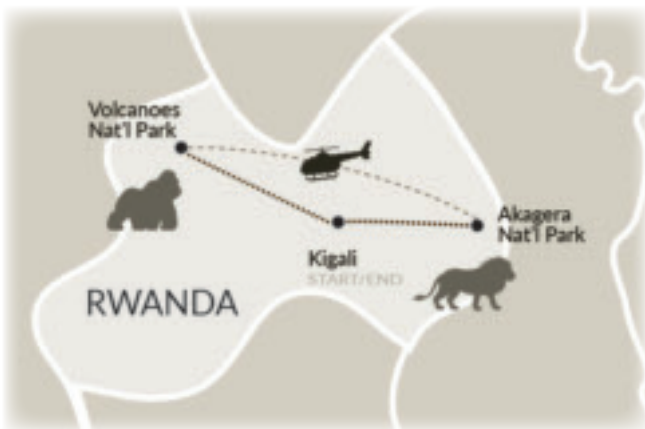 Volcanoes
Nat'l Park
Akagera
Nat'l Park
Kigali
START/END
RWANDA